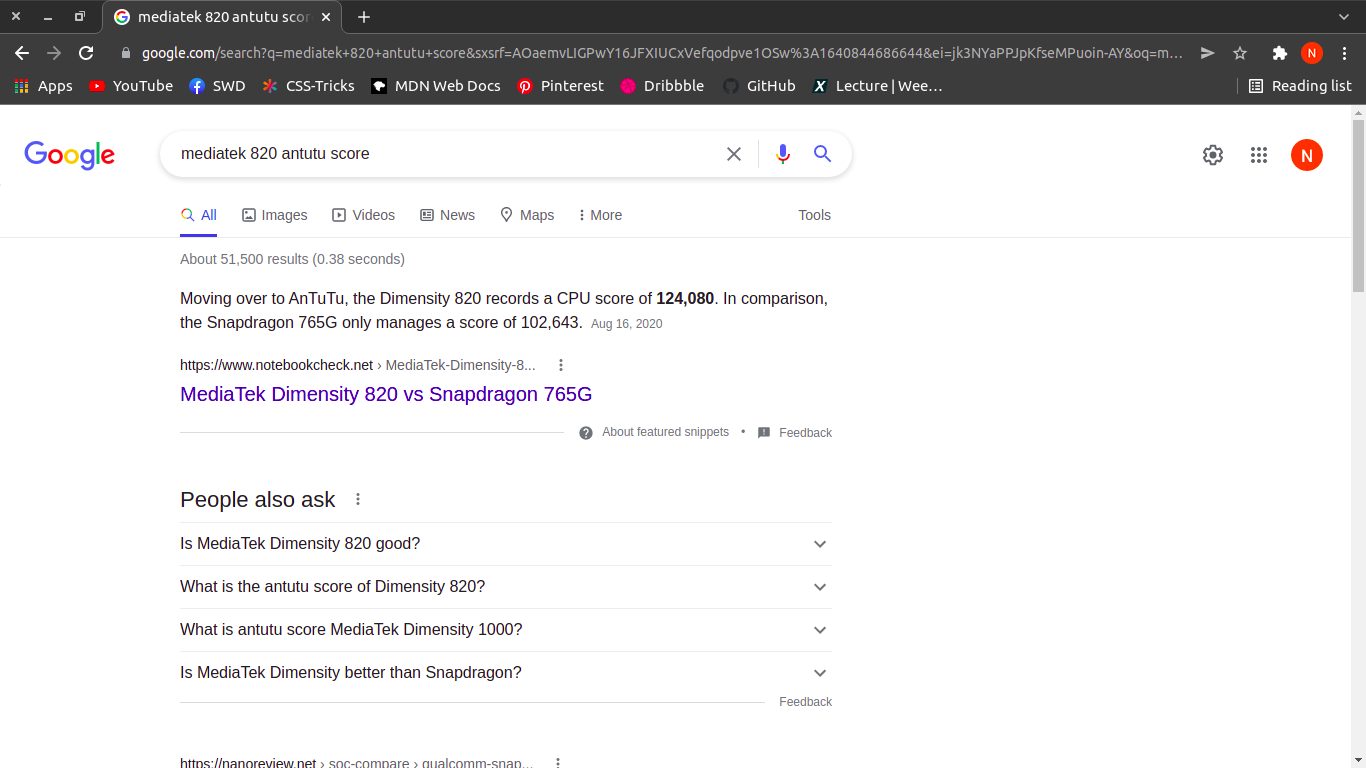 mediatek 820 antutu scor
google.com/search?q=mediatek+820+antutu+score&sxsrf=AOaemvLIGPwY16JFXIUCxVefqodpve1OSw%3A1640844686644&ei=jk3NYaPPJpKfseMPuoin-AY&oq=m...
N
Apps YouTube SWD CSS-Tricks MDN Web Docs Pinterest Dribbble GitHub Lecture | Wee... Reading list
Google
mediatek 820 antutu score
N
All Images Videos News Maps More Tools
About 51,500 results (0.38 seconds)
Moving over to AnTuTu, the Dimensity 820 records a CPU score of 124,080. In comparison,
the Snapdragon 765G only manages a score of 102,643. Aug 16, 2020
https://www.notebookcheck.net › MediaTek-Dimensity-8...
MediaTek Dimensity 820 vs Snapdragon 765G
About featured snippets • Feedback
People also ask
Is MediaTek Dimensity 820 good?
What is the antutu score of Dimensity 820?
What is antutu score MediaTek Dimensity 1000?
Is MediaTek Dimensity better than Snapdragon?
Feedback
https://nanoreview.net › soc-compare › qualcomm-snap...